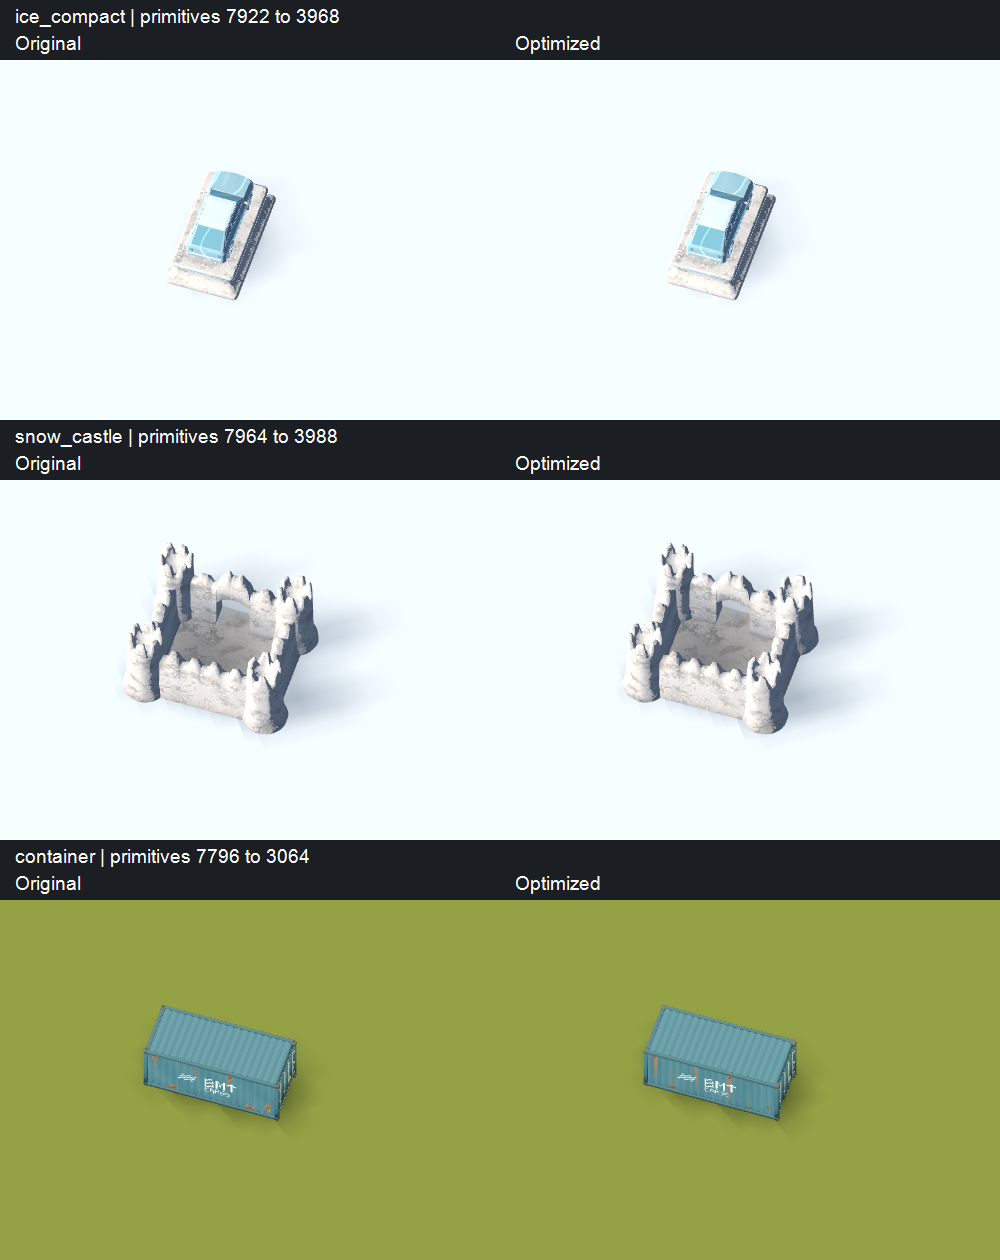 ice_compact | primitives 7922 to 3968
Original Optimized
snow_castle | primitives 7964 to 3988
Original Optimized
container | primitives 7796 to 3064
Original Optimized
BMT BMT